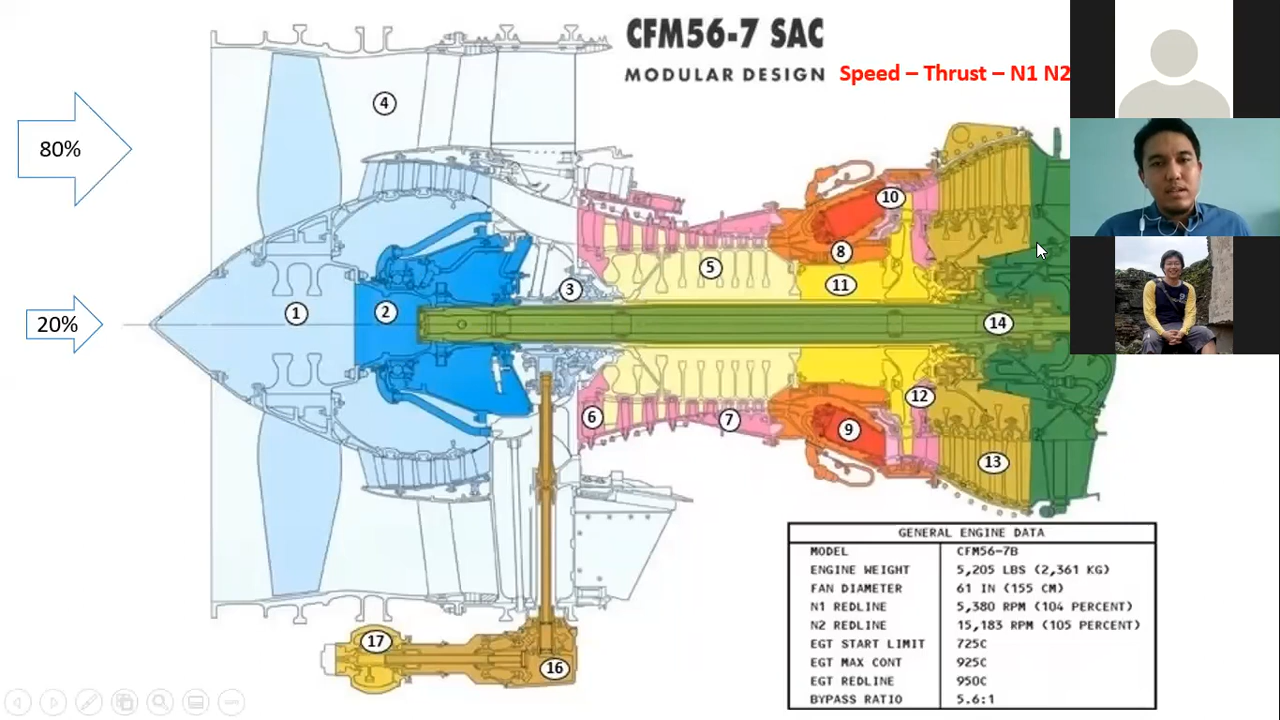 CFM56-7 SAC
MODULAR DESIGN
Speed – Thrust – N1 N2
80%
20%
4
10
8
5
11
3
1
2
14
12
6
7
9
13
17
16
GENERAL ENGINE DATA
MODEL CFM56-7B
ENGINE WEIGHT 5,205 LBS (2,361 KG)
FAN DIAMETER 61 IN (155 CM)
N1 REDLINE 5,380 RPM (104 PERCENT)
N2 REDLINE 15,183 RPM (105 PERCENT)
EGT START LIMIT 725C
EGT MAX CONT 925C
EGT REDLINE 950C
BYPASS RATIO 5.6:1